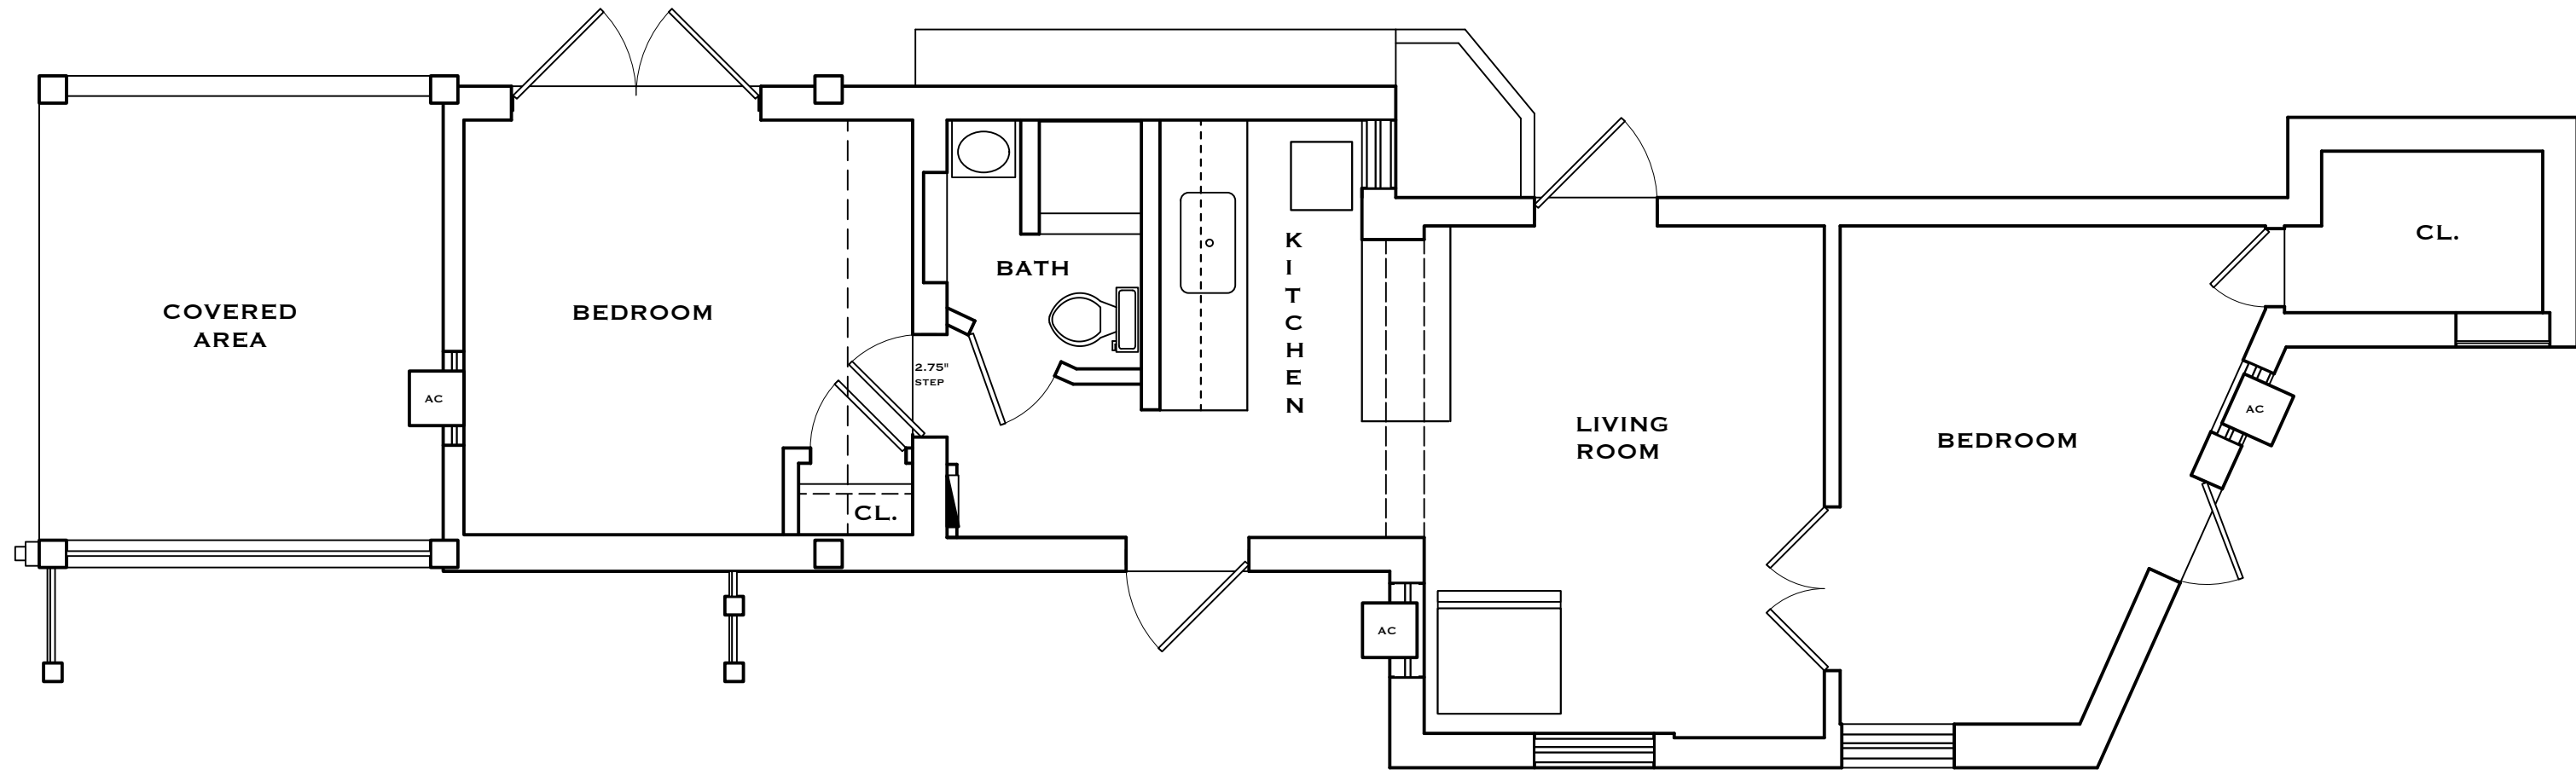 COVERED
AREA
AC
BEDROOM
CL.
2.75"
STEP
BATH
K
I
T
C
H
E
N
AC
LIVING
ROOM
BEDROOM
AC
CL.